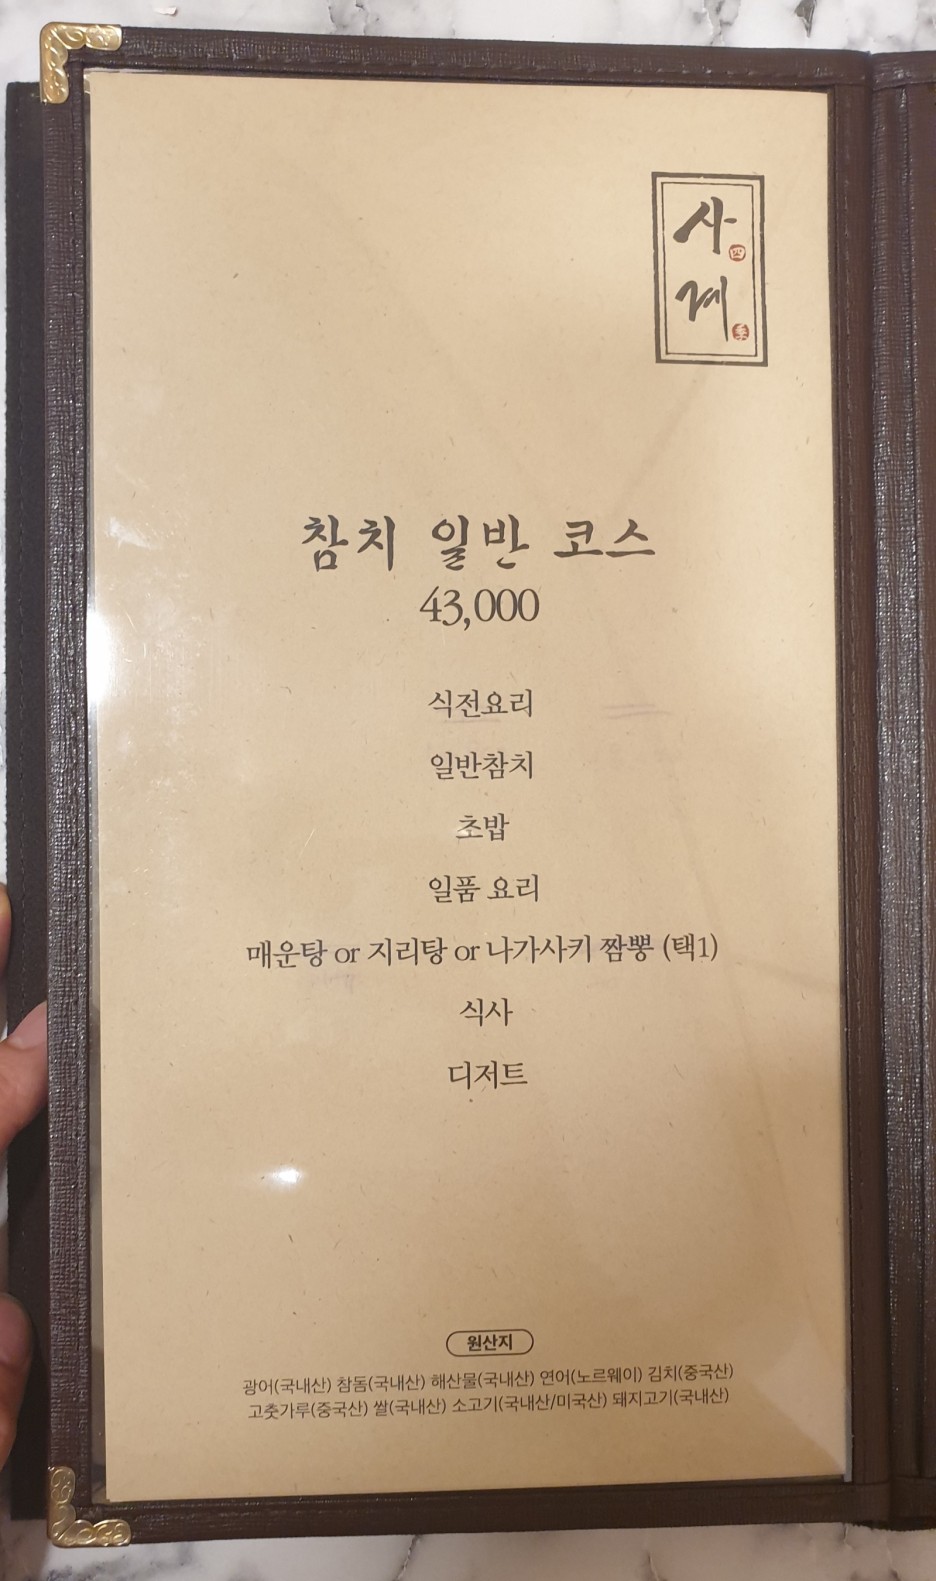 사
四
계
季
참치 일반 코스
43,000
식전요리
일반참치
초밥
일품 요리
매운탕 or 지리탕 or 나가사키 짬뽕 (택1)
식사
디저트
원산지
광어(국내산) 참돔(국내산) 해산물(국내산) 연어(노르웨이) 김치(중국산)
고춧가루(중국산) 쌀(국내산) 소고기(국내산/미국산) 돼지고기(국내산)